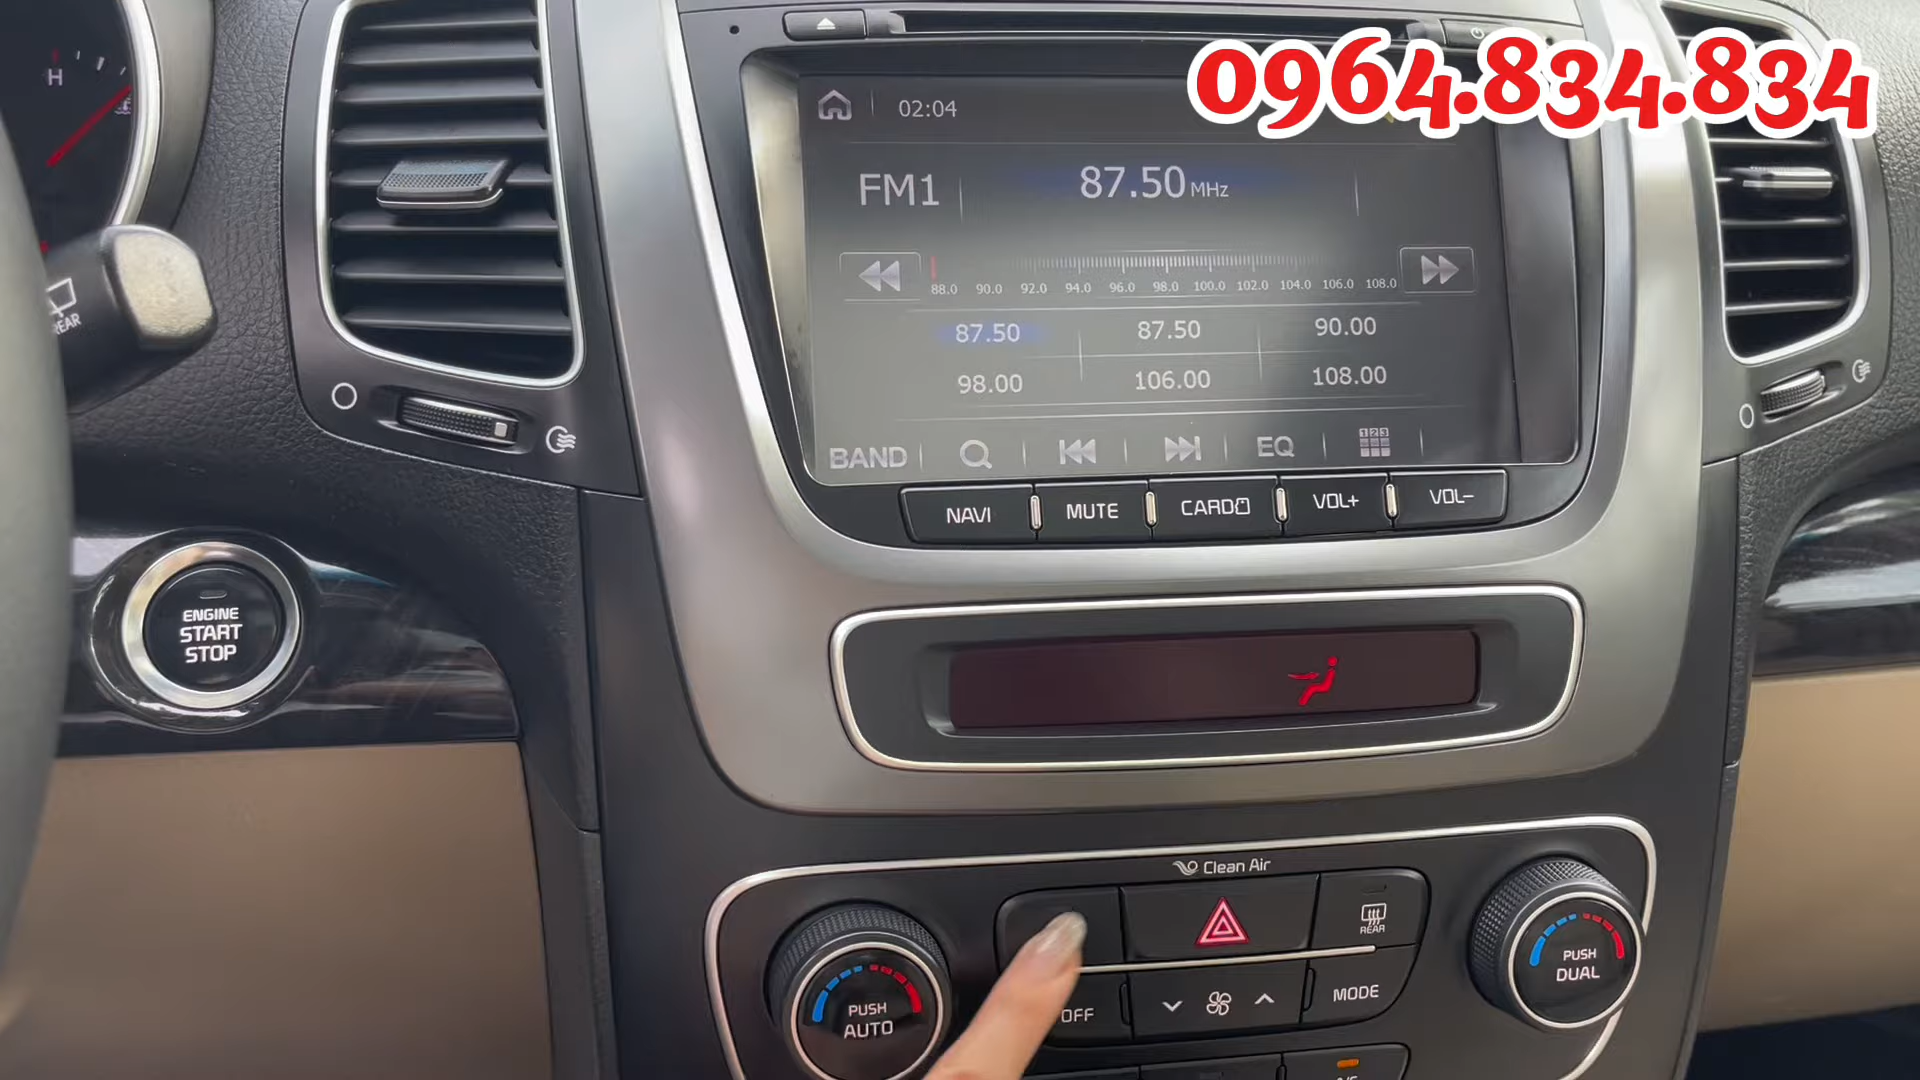 0964.834.834
H
02:04
FM1
87.50 MHz
88.0 90.0 92.0 94.0 96.0 98.0 100.0 102.0 104.0 106.0 108.0
87.50 87.50 90.00
98.00 106.00 108.00
BAND EQ 123
NAVI MUTE CARD VOL+ VOL-
REAR
ENGINE
START
STOP
Clean Air
REAR
PUSH
AUTO
OFF
MODE
PUSH
DUAL